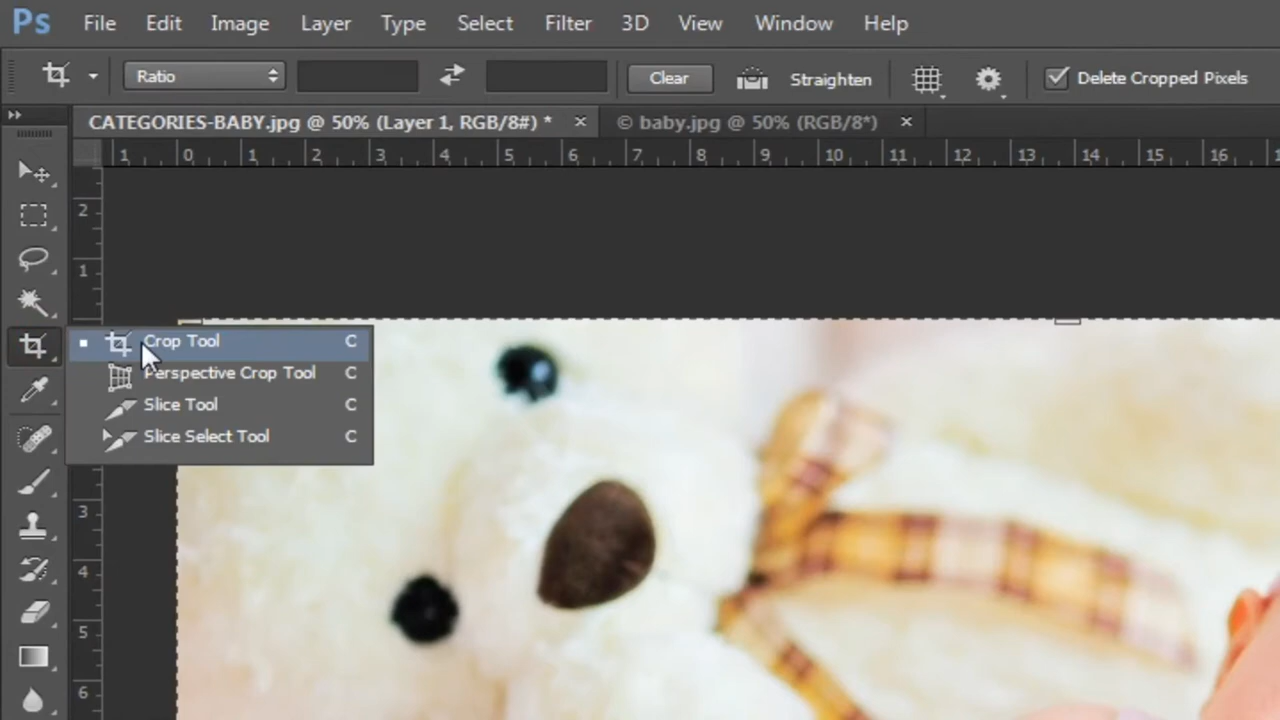 Ps File Edit Image Layer Type Select Filter 3D View Window Help
Ratio Clear Straighten Delete Cropped Pixels
CATEGORIES-BABY.jpg @ 50% (Layer 1, RGB/8#) * × © baby.jpg @ 50% (RGB/8*) ×
1 0 1 2 3 4 5 6 7 8 9 10 11 12 13 14 15 16
2
1
Crop Tool C
Perspective Crop Tool C
Slice Tool C
Slice Select Tool C
3
4
5
6